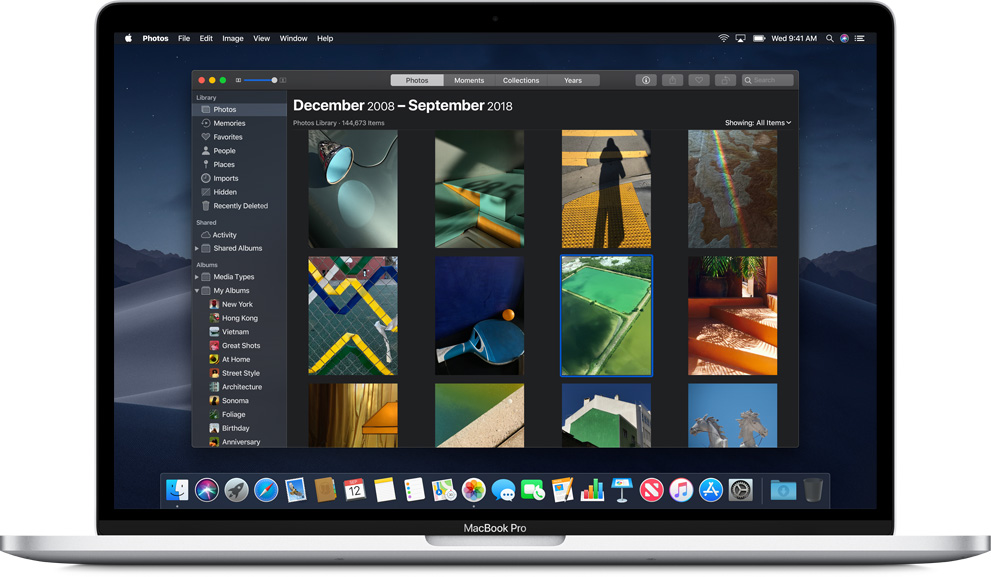 Photos File Edit Image View Window Help
Wed 9:41 AM
Photos Moments Collections Years
Search
Library
Photos
Memories
Favorites
People
Places
Imports
Hidden
Recently Deleted
Shared
Activity
Shared Albums
Albums
Media Types
My Albums
New York
Hong Kong
Vietnam
Great Shots
At Home
Street Style
Architecture
Sonoma
Foliage
Birthday
Anniversary
December 2008 – September 2018
Photos Library · 144,673 Items
Showing: All Items
SEP
12
MacBook Pro